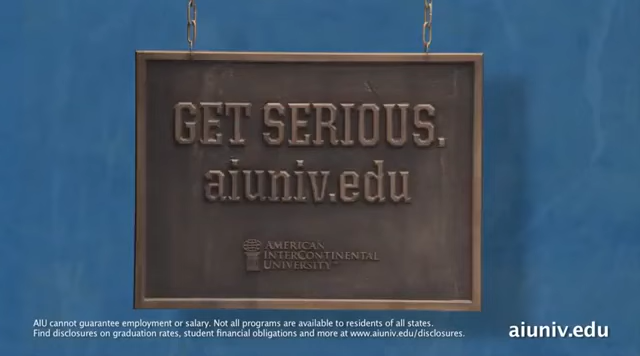 GET SERIOUS.
aiuniv.edu
AMERICAN
INTERCONTINENTAL
UNIVERSITY™
AIU cannot guarantee employment or salary. Not all programs are available to residents of all states.
Find disclosures on graduation rates, student financial obligations and more at www.aiuniv.edu/disclosures.
aiuniv.edu